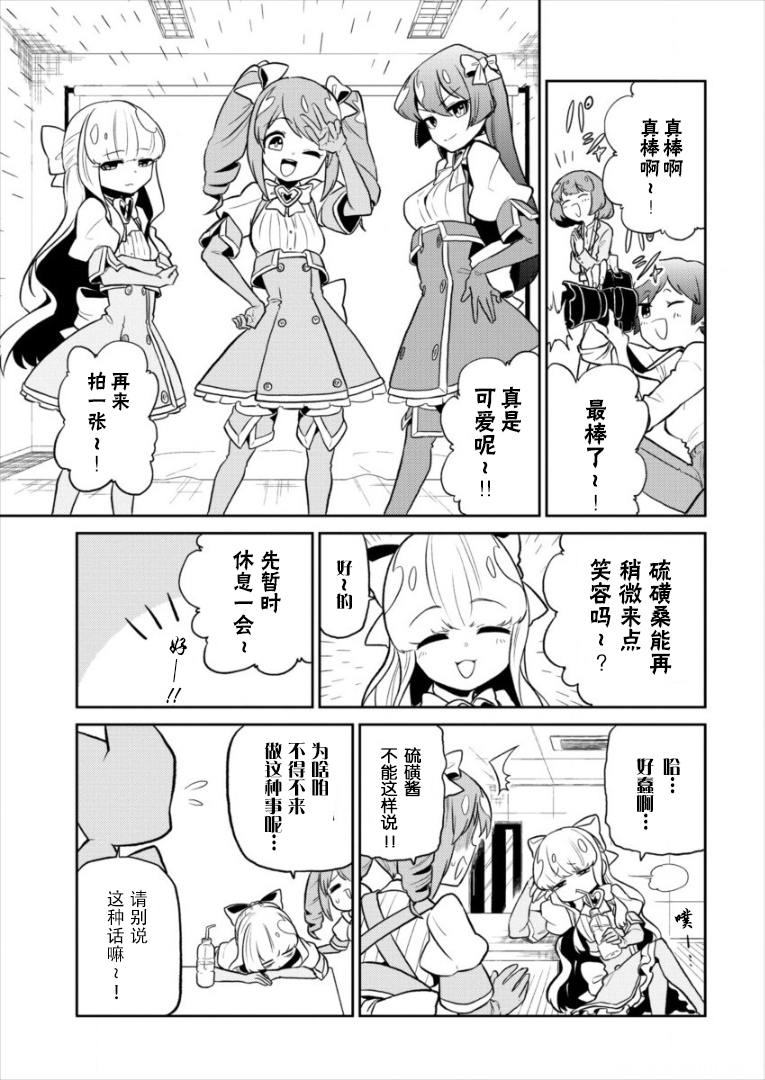 真棒啊
真棒啊~!
最棒了~!
真是
可爱呢~!!
再来
拍一张~!
硫磺桑能再
稍微来点
笑容吗~?
好~的
先暂时
休息一会~
好—!!
哈…
好蠢啊…
噗—
硫磺酱
不能这样说!!
为啥咱
不得不来
做这种事呢…
请别说
这种话嘛~!